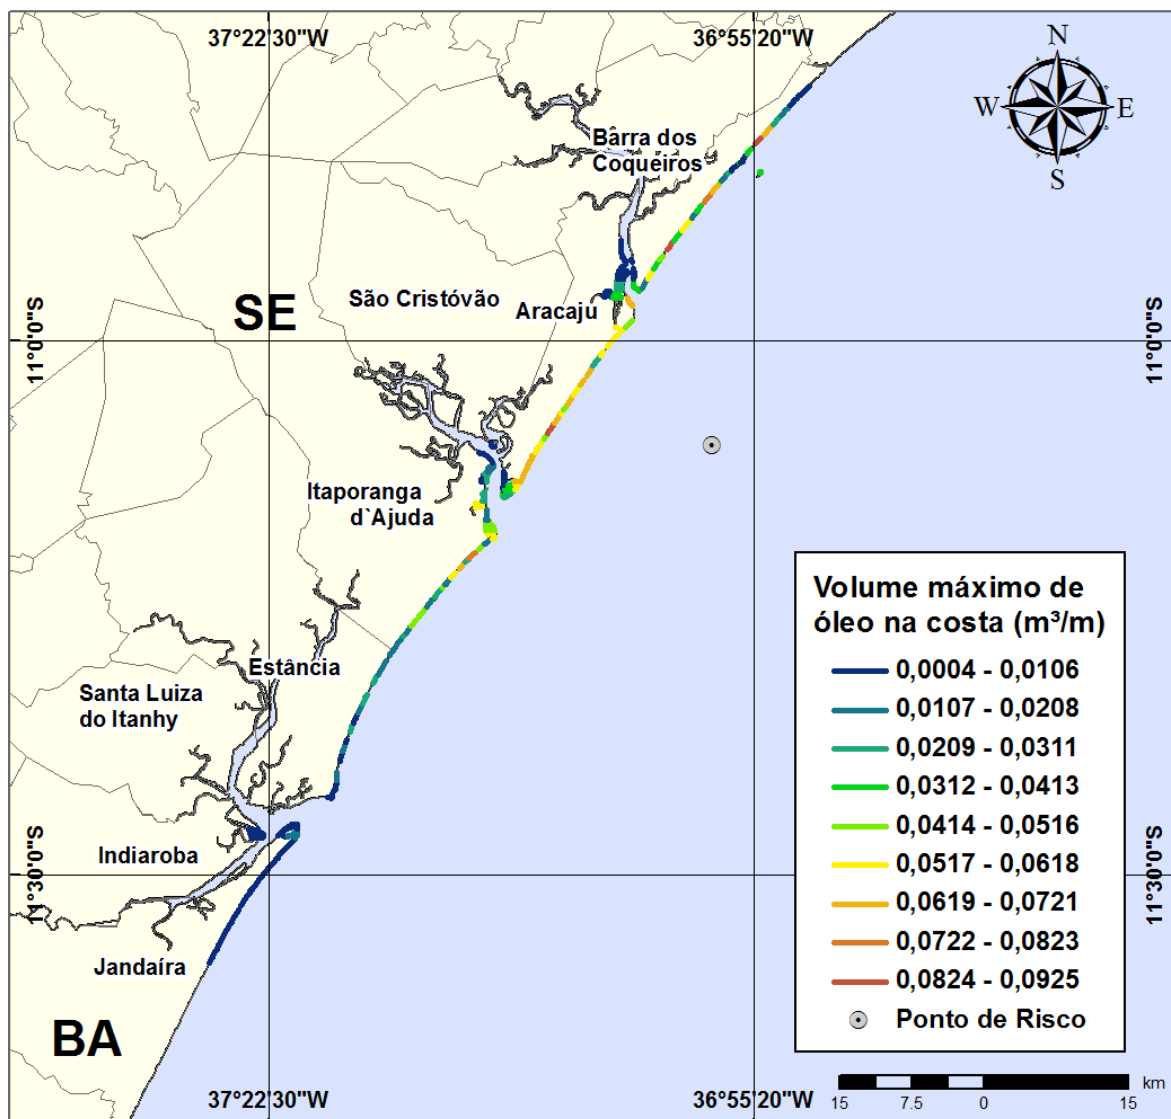 37°22'30"W
36°55'20"W
N
W
E
S
Barra dos
Coqueiros
SE
São Cristóvão
Aracaju
11°0'0"S
11°0'0"S
Itaporanga
d`Ajuda
Estância
Santa Luiza
do Itanhy
Indiaroba
11°30'0"S
11°30'0"S
Jandaíra
BA
37°22'30"W
36°55'20"W
Volume máximo de
óleo na costa (m³/m)
0,0004 - 0,0106
0,0107 - 0,0208
0,0209 - 0,0311
0,0312 - 0,0413
0,0414 - 0,0516
0,0517 - 0,0618
0,0619 - 0,0721
0,0722 - 0,0823
0,0824 - 0,0925
Ponto de Risco
km
15 7.5 0 15